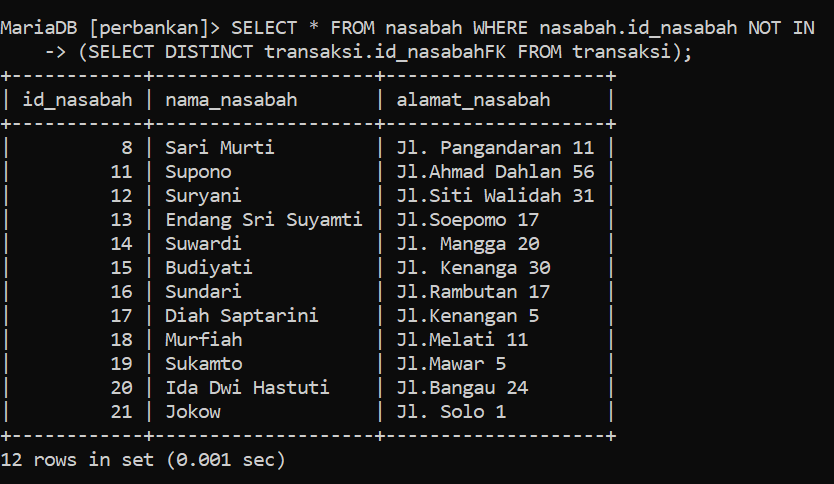 MariaDB [perbankan]> SELECT * FROM nasabah WHERE nasabah.id_nasabah NOT IN
    -> (SELECT DISTINCT transaksi.id_nasabahFK FROM transaksi);
+------------+--------------------+--------------------+
| id_nasabah | nama_nasabah       | alamat_nasabah     |
+------------+--------------------+--------------------+
|          8 | Sari Murti         | Jl. Pangandaran 11 |
|         11 | Supono             | Jl.Ahmad Dahlan 56 |
|         12 | Suryani            | Jl.Siti Walidah 31 |
|         13 | Endang Sri Suyamti | Jl.Soepomo 17      |
|         14 | Suwardi            | Jl. Mangga 20      |
|         15 | Budiyati           | Jl. Kenanga 30     |
|         16 | Sundari            | Jl.Rambutan 17     |
|         17 | Diah Saptarini     | Jl.Kenangan 5      |
|         18 | Murfiah            | Jl.Melati 11       |
|         19 | Sukamto            | Jl.Mawar 5         |
|         20 | Ida Dwi Hastuti    | Jl.Bangau 24       |
|         21 | Jokow              | Jl. Solo 1         |
+------------+--------------------+--------------------+
12 rows in set (0.001 sec)